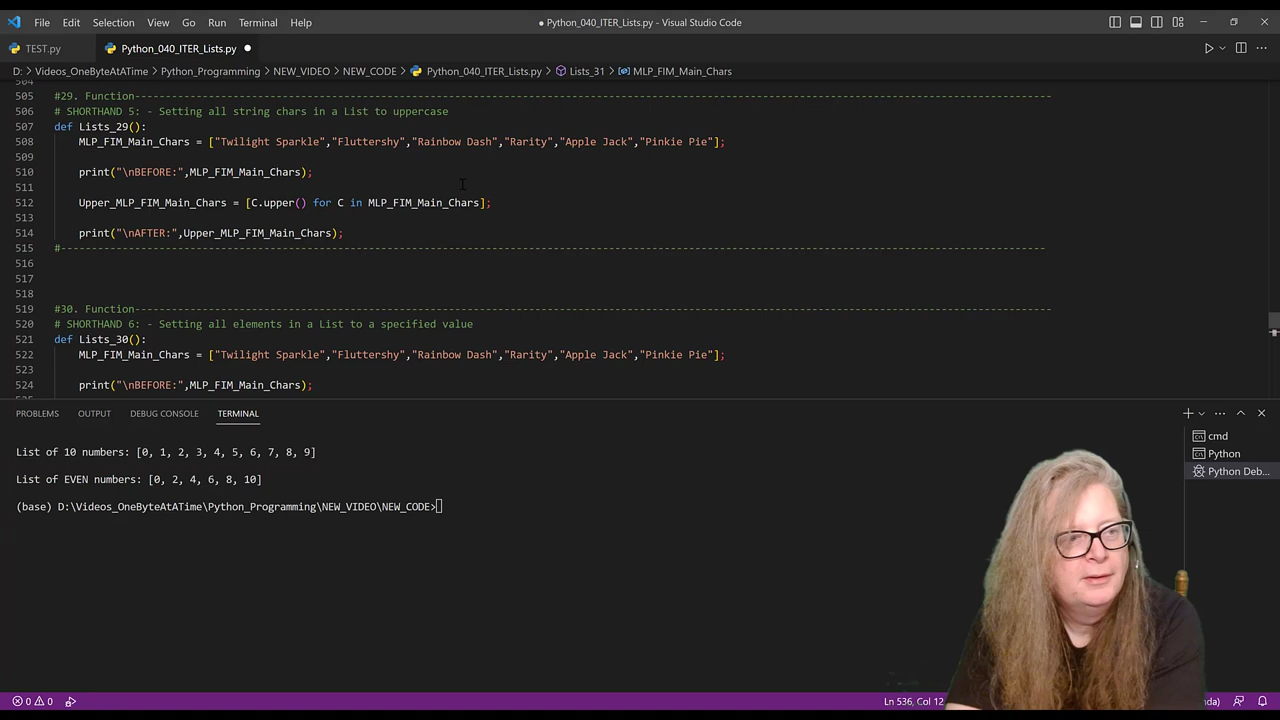 File Edit Selection View Go Run Terminal Help
● Python_040_ITER_Lists.py - Visual Studio Code
TEST.py Python_040_ITER_Lists.py ●
D: > Videos_OneByteAtATime > Python_Programming > NEW_VIDEO > NEW_CODE > Python_040_ITER_Lists.py > Lists_31 > MLP_FIM_Main_Chars
504
505 #29. Function--------------------------------------------------------------------------------------------------------------------------------------------------
506 # SHORTHAND 5: - Setting all string chars in a List to uppercase
507 def Lists_29():
508 MLP_FIM_Main_Chars = ["Twilight Sparkle","Fluttershy","Rainbow Dash","Rarity","Apple Jack","Pinkie Pie"];
509
510 print("\nBEFORE:",MLP_FIM_Main_Chars);
511
512 Upper_MLP_FIM_Main_Chars = [C.upper() for C in MLP_FIM_Main_Chars];
513
514 print("\nAFTER:",Upper_MLP_FIM_Main_Chars);
515 #-----------------------------------------------------------------------------------------------------------------------------------------------------------------
516
517
518
519 #30. Function--------------------------------------------------------------------------------------------------------------------------------------------------
520 # SHORTHAND 6: - Setting all elements in a List to a specified value
521 def Lists_30():
522 MLP_FIM_Main_Chars = ["Twilight Sparkle","Fluttershy","Rainbow Dash","Rarity","Apple Jack","Pinkie Pie"];
523
524 print("\nBEFORE:",MLP_FIM_Main_Chars);
PROBLEMS OUTPUT DEBUG CONSOLE TERMINAL
List of 10 numbers: [0, 1, 2, 3, 4, 5, 6, 7, 8, 9]
List of EVEN numbers: [0, 2, 4, 6, 8, 10]
(base) D:\Videos_OneByteAtATime\Python_Programming\NEW_VIDEO\NEW_CODE>
cmd
Python
Python Deb...
0 0
Ln 536, Col 12